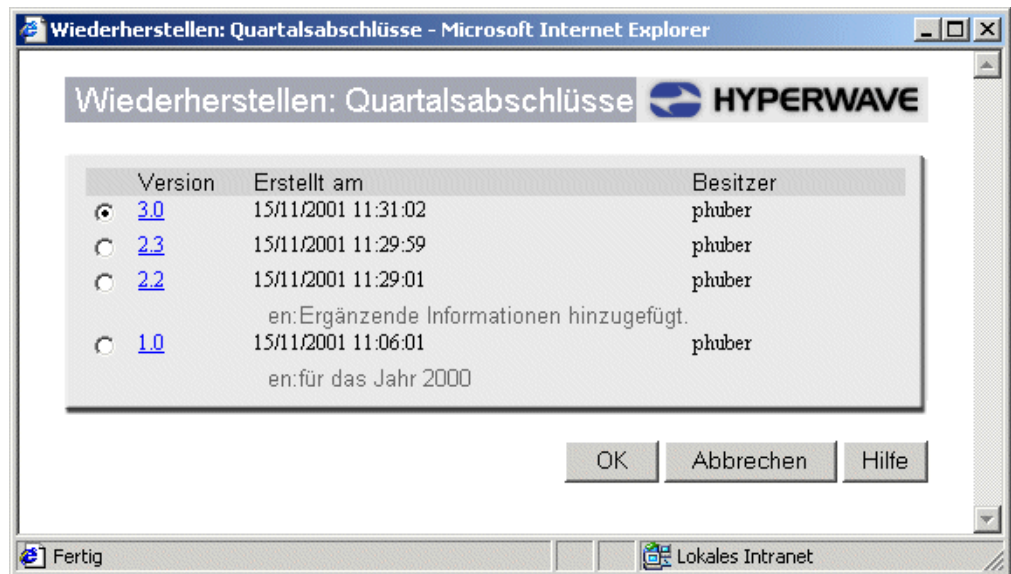 Wiederherstellen: Quartalsabschlüsse - Microsoft Internet Explorer
Wiederherstellen: Quartalsabschlüsse HYPERWAVE
Version Erstellt am Besitzer
3.0 15/11/2001 11:31:02 phuber
2.3 15/11/2001 11:29:59 phuber
2.2 15/11/2001 11:29:01 phuber
en:Ergänzende Informationen hinzugefügt.
1.0 15/11/2001 11:06:01 phuber
en:für das Jahr 2000
OK Abbrechen Hilfe
Fertig Lokales Intranet